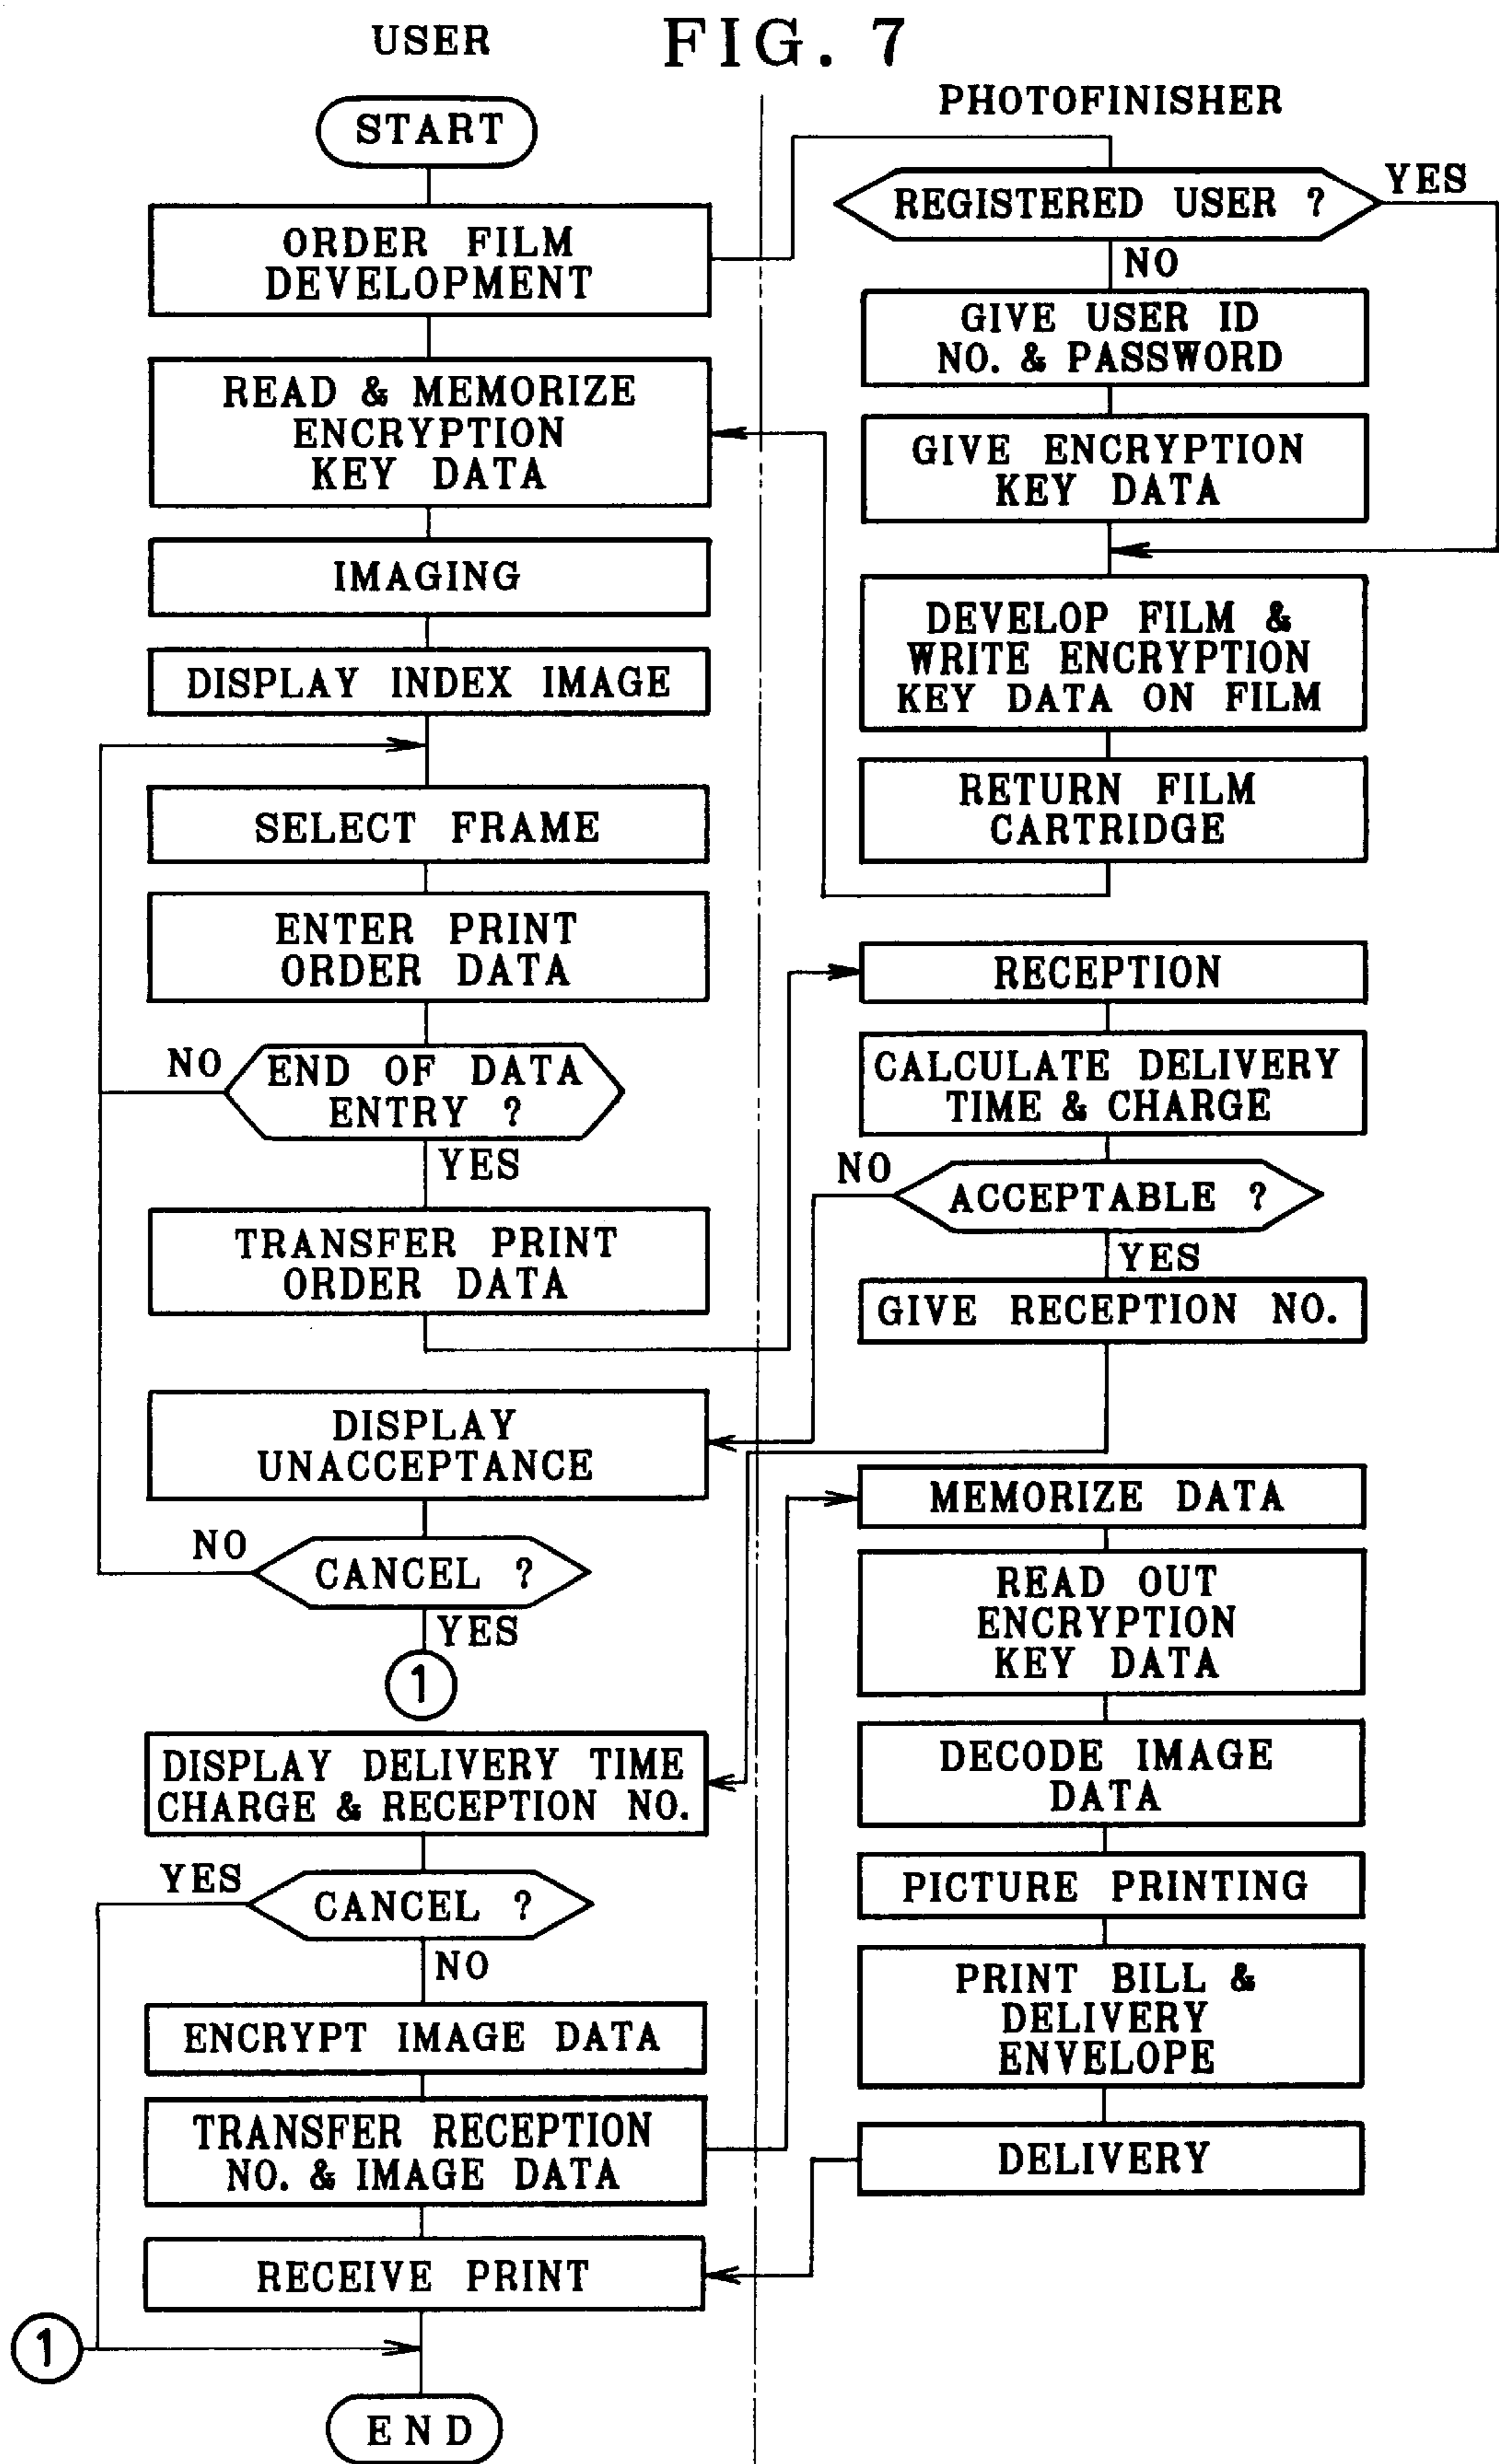 FIG. 7
USER
START
ORDER FILM
DEVELOPMENT
READ & MEMORIZE
ENCRYPTION
KEY DATA
IMAGING
DISPLAY INDEX IMAGE
SELECT FRAME
ENTER PRINT
ORDER DATA
NO
END OF DATA
ENTRY ?
YES
TRANSFER PRINT
ORDER DATA
DISPLAY
UNACCEPTANCE
NO
CANCEL ?
YES
1
DISPLAY DELIVERY TIME
CHARGE & RECEPTION NO.
YES
CANCEL ?
NO
ENCRYPT IMAGE DATA
TRANSFER RECEPTION
NO. & IMAGE DATA
RECEIVE PRINT
1
END
PHOTOFINISHER
REGISTERED USER ?
YES
NO
GIVE USER ID
NO. & PASSWORD
GIVE ENCRYPTION
KEY DATA
DEVELOP FILM &
WRITE ENCRYPTION
KEY DATA ON FILM
RETURN FILM
CARTRIDGE
RECEPTION
CALCULATE DELIVERY
TIME & CHARGE
NO
ACCEPTABLE ?
YES
GIVE RECEPTION NO.
MEMORIZE DATA
READ OUT
ENCRYPTION
KEY DATA
DECODE IMAGE
DATA
PICTURE PRINTING
PRINT BILL &
DELIVERY
ENVELOPE
DELIVERY